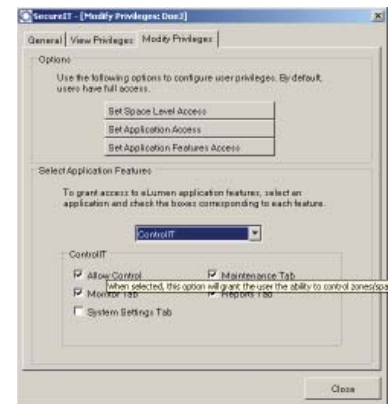 SecureIT - [Modify Privileges: Doe2]
General View Privileges Modify Privileges
Options
Use the following options to configure user privileges. By default,
users have full access.
Set Space Level Access
Set Application Access
Set Application Features Access
Select Application Features
To grant access to eLumen application features, select an
application and check the boxes corresponding to each feature.
ControlIT
ControlIT
Allow Control Maintenance Tab
When selected, this option will grant the user the ability to control zones/spa
Monitor Tab Reports Tab
System Settings Tab
Close